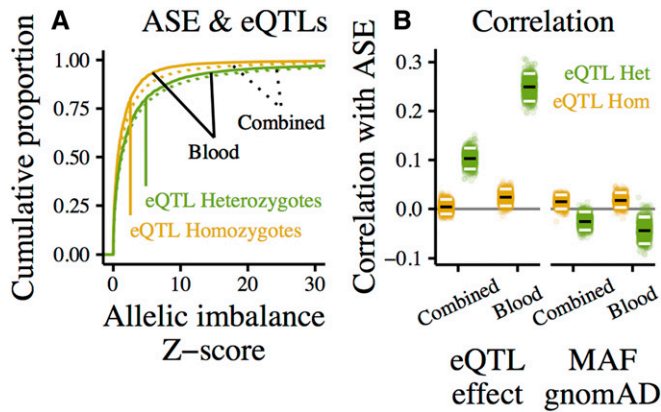 A
ASE & eQTLs
Cumulative proportion
1.00
0.75
0.50
0.25
0.00
Combined
Blood
eQTL Heterozygotes
eQTL Homozygotes
0
10
20
30
Allelic imbalance
Z−score
B
Correlation
Correlation with ASE
0.3
0.2
0.1
0.0
−0.1
eQTL Het
eQTL Hom
Combined
Blood
Combined
Blood
eQTL
effect
MAF
gnomAD